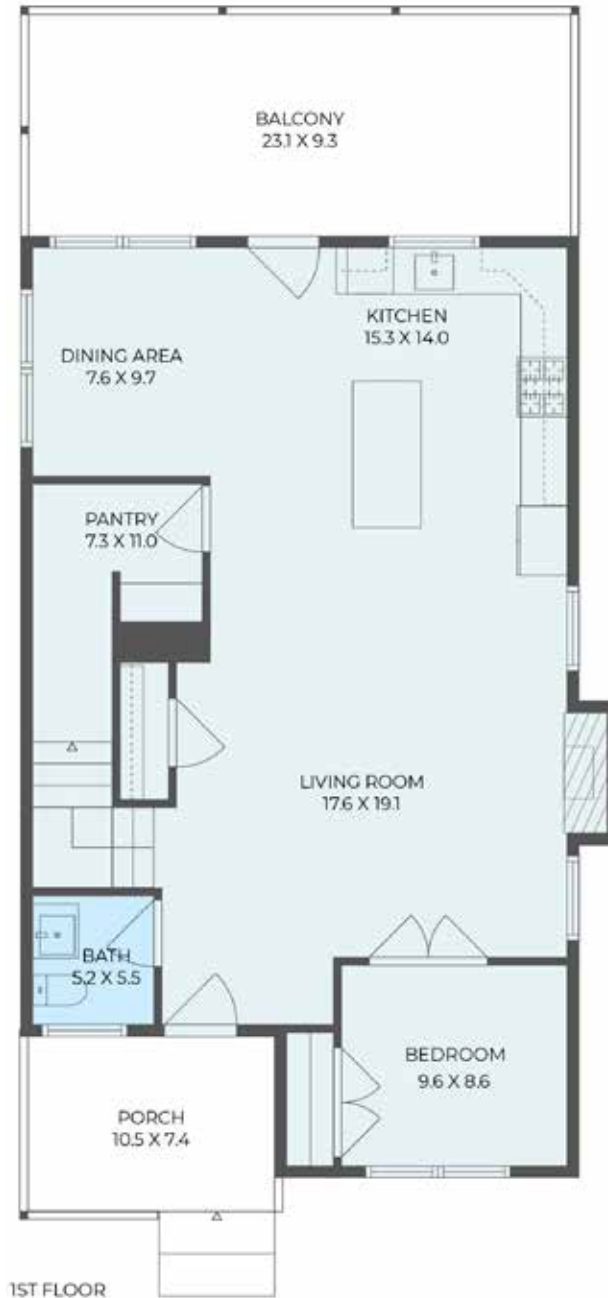 BALCONY
23.1 X 9.3
KITCHEN
15.3 X 14.0
DINING AREA
7.6 X 9.7
PANTRY
7.3 X 11.0
LIVING ROOM
17.6 X 19.1
BATH
5.2 X 5.5
BEDROOM
9.6 X 8.6
PORCH
10.5 X 7.4
1ST FLOOR